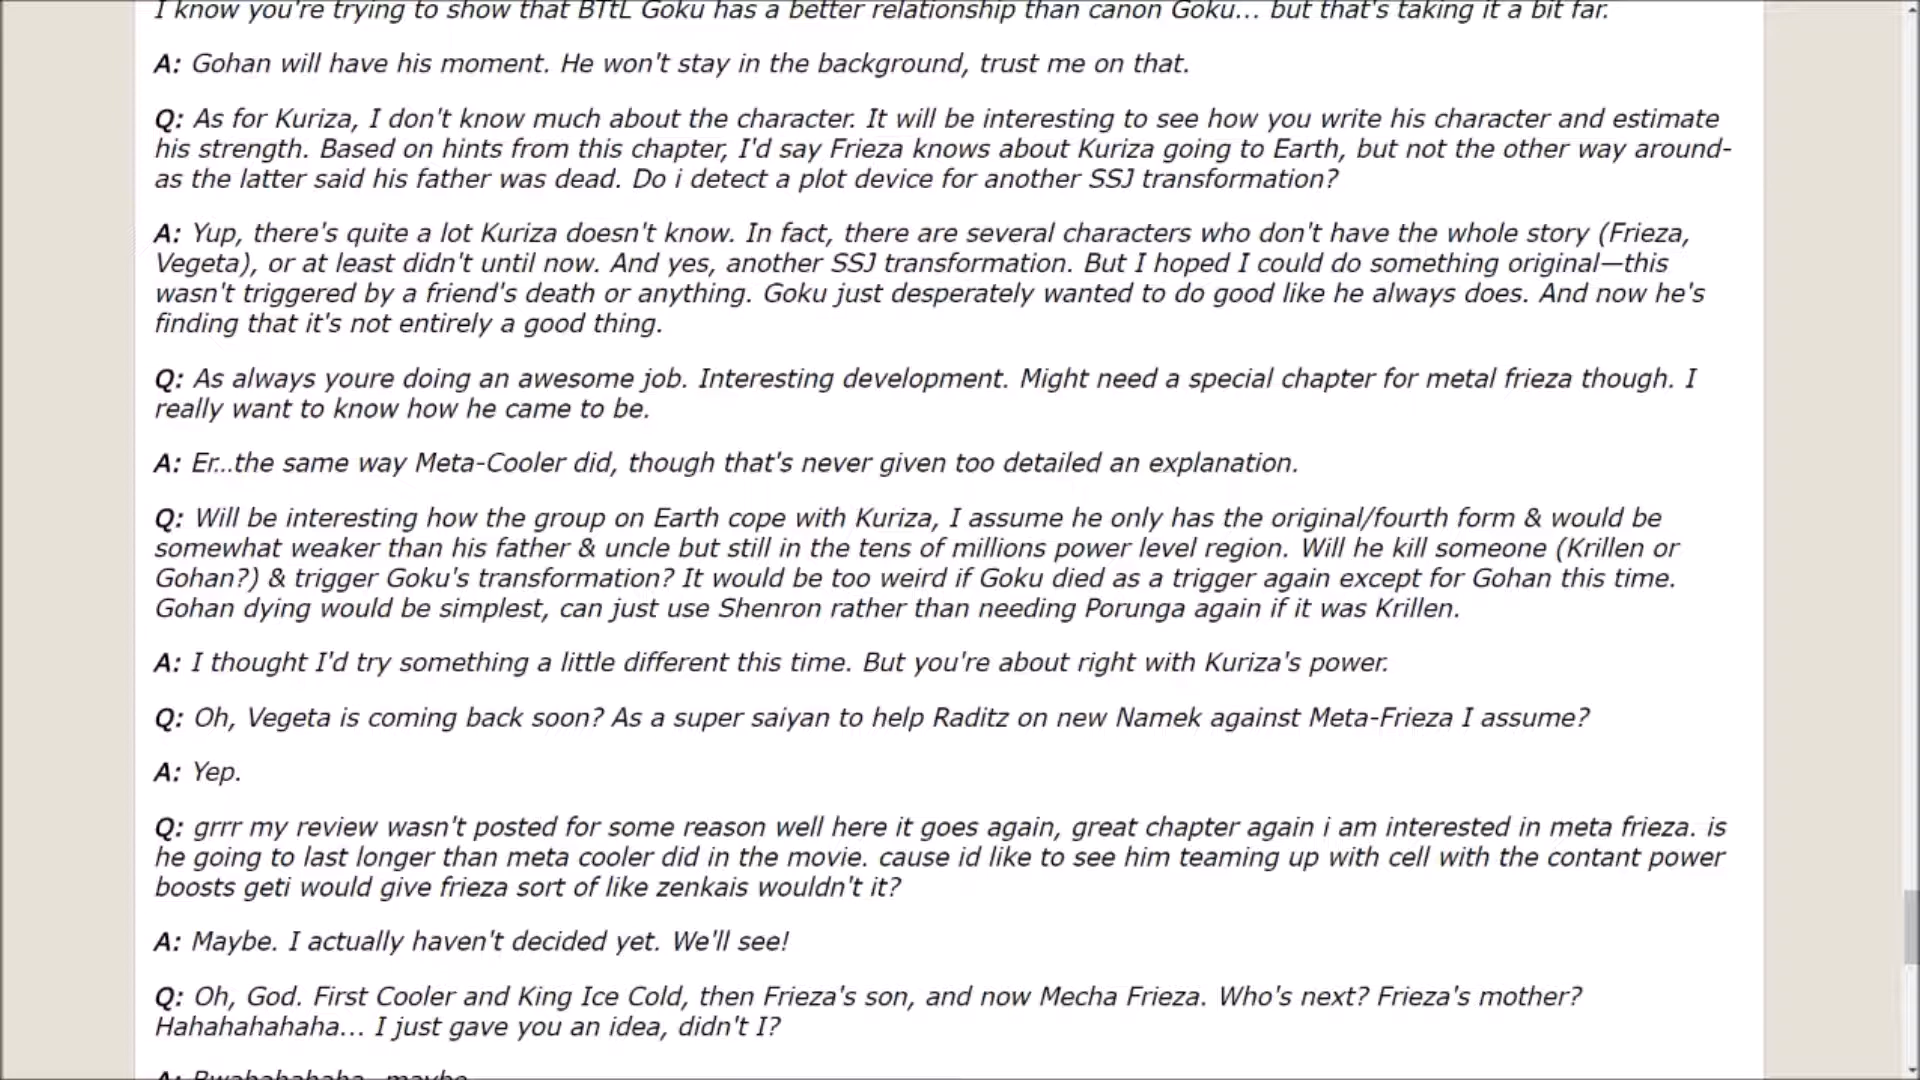 I know you're trying to show that BTtL Goku has a better relationship than canon Goku... but that's taking it a bit far.
A: Gohan will have his moment. He won't stay in the background, trust me on that.
Q: As for Kuriza, I don't know much about the character. It will be interesting to see how you write his character and estimate
his strength. Based on hints from this chapter, I'd say Frieza knows about Kuriza going to Earth, but not the other way around-
as the latter said his father was dead. Do i detect a plot device for another SSJ transformation?
A: Yup, there's quite a lot Kuriza doesn't know. In fact, there are several characters who don't have the whole story (Frieza,
Vegeta), or at least didn't until now. And yes, another SSJ transformation. But I hoped I could do something original—this
wasn't triggered by a friend's death or anything. Goku just desperately wanted to do good like he always does. And now he's
finding that it's not entirely a good thing.
Q: As always youre doing an awesome job. Interesting development. Might need a special chapter for metal frieza though. I
really want to know how he came to be.
A: Er...the same way Meta-Cooler did, though that's never given too detailed an explanation.
Q: Will be interesting how the group on Earth cope with Kuriza, I assume he only has the original/fourth form & would be
somewhat weaker than his father & uncle but still in the tens of millions power level region. Will he kill someone (Krillen or
Gohan?) & trigger Goku's transformation? It would be too weird if Goku died as a trigger again except for Gohan this time.
Gohan dying would be simplest, can just use Shenron rather than needing Porunga again if it was Krillen.
A: I thought I'd try something a little different this time. But you're about right with Kuriza's power.
Q: Oh, Vegeta is coming back soon? As a super saiyan to help Raditz on new Namek against Meta-Frieza I assume?
A: Yep.
Q: grrr my review wasn't posted for some reason well here it goes again, great chapter again i am interested in meta frieza. is
he going to last longer than meta cooler did in the movie. cause id like to see him teaming up with cell with the contant power
boosts geti would give frieza sort of like zenkais wouldn't it?
A: Maybe. I actually haven't decided yet. We'll see!
Q: Oh, God. First Cooler and King Ice Cold, then Frieza's son, and now Mecha Frieza. Who's next? Frieza's mother?
Hahahahahaha... I just gave you an idea, didn't I?
A: Bwahahahaha...maybe